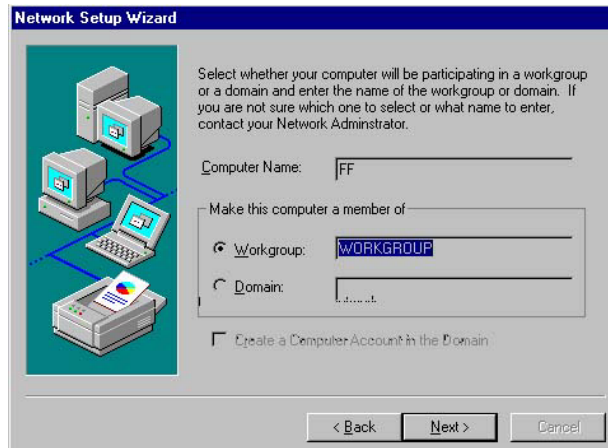 Network Setup Wizard
Select whether your computer will be participating in a workgroup
or a domain and enter the name of the workgroup or domain. If
you are not sure which one to select or what name to enter,
contact your Network Adminstrator.
Computer Name: FF
Make this computer a member of
Workgroup: WORKGROUP
Domain:
Create a Computer Account in the Domain
< Back Next > Cancel